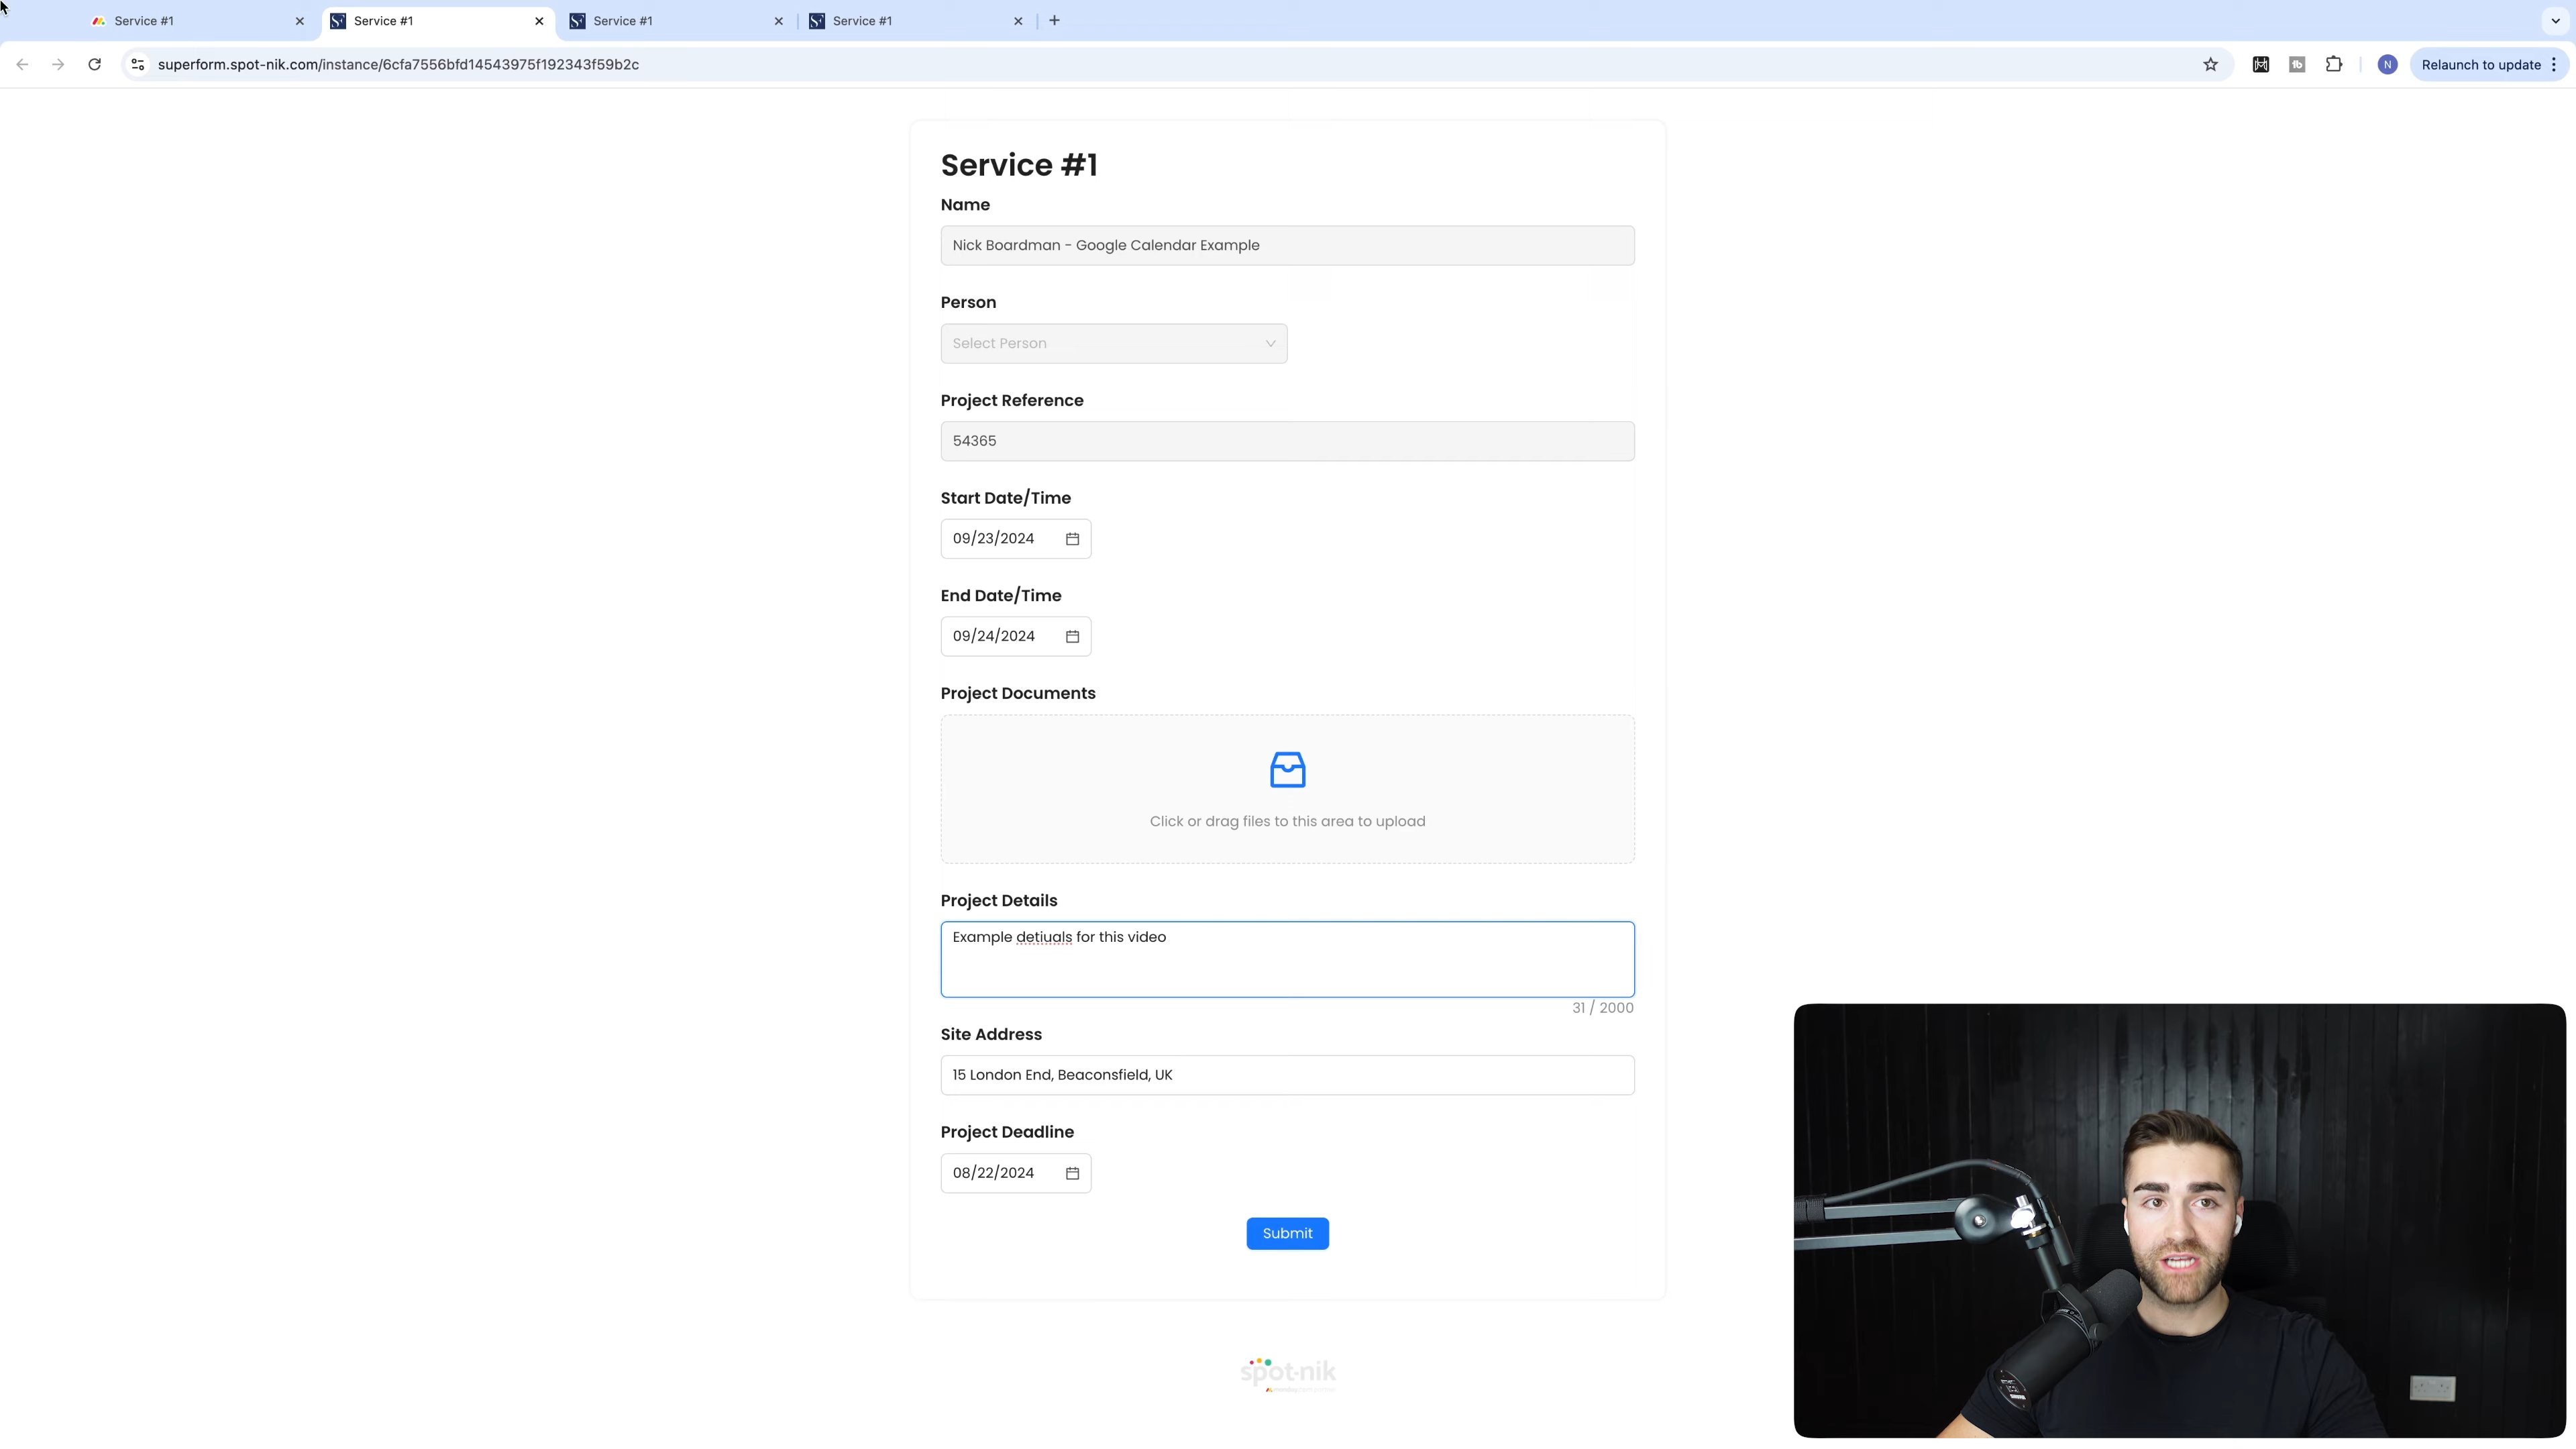 Service #1
Service #1
Service #1
Service #1
superform.spot-nik.com/instance/6cfa7556bfd14543975f192343f59b2c
N
Relaunch to update
Service #1
Name
Nick Boardman - Google Calendar Example
Person
Select Person
Project Reference
54365
Start Date/Time
09/23/2024
End Date/Time
09/24/2024
Project Documents
Click or drag files to this area to upload
Project Details
Example detiuals for this video
31 / 2000
Site Address
15 London End, Beaconsfield, UK
Project Deadline
08/22/2024
Submit
spot-nik